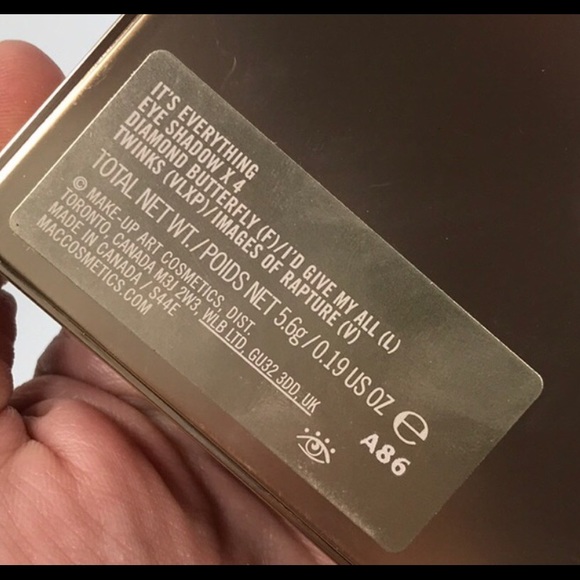 IT'S EVERYTHING
EYE SHADOW X 4
DIAMOND BUTTERFLY (F)/I'D GIVE MY ALL (L)
TWINKS (VLXP)/IMAGES OF RAPTURE (V)
TOTAL NET WT./POIDS NET 5.6g / 0.19 US OZ e
© MAKE-UP ART COSMETICS, DIST.
TORONTO, CANADA M3J 2W3, WLB LTD, GU32 3DD, UK
MADE IN CANADA / S44E
MACCOSMETICS.COM
A86